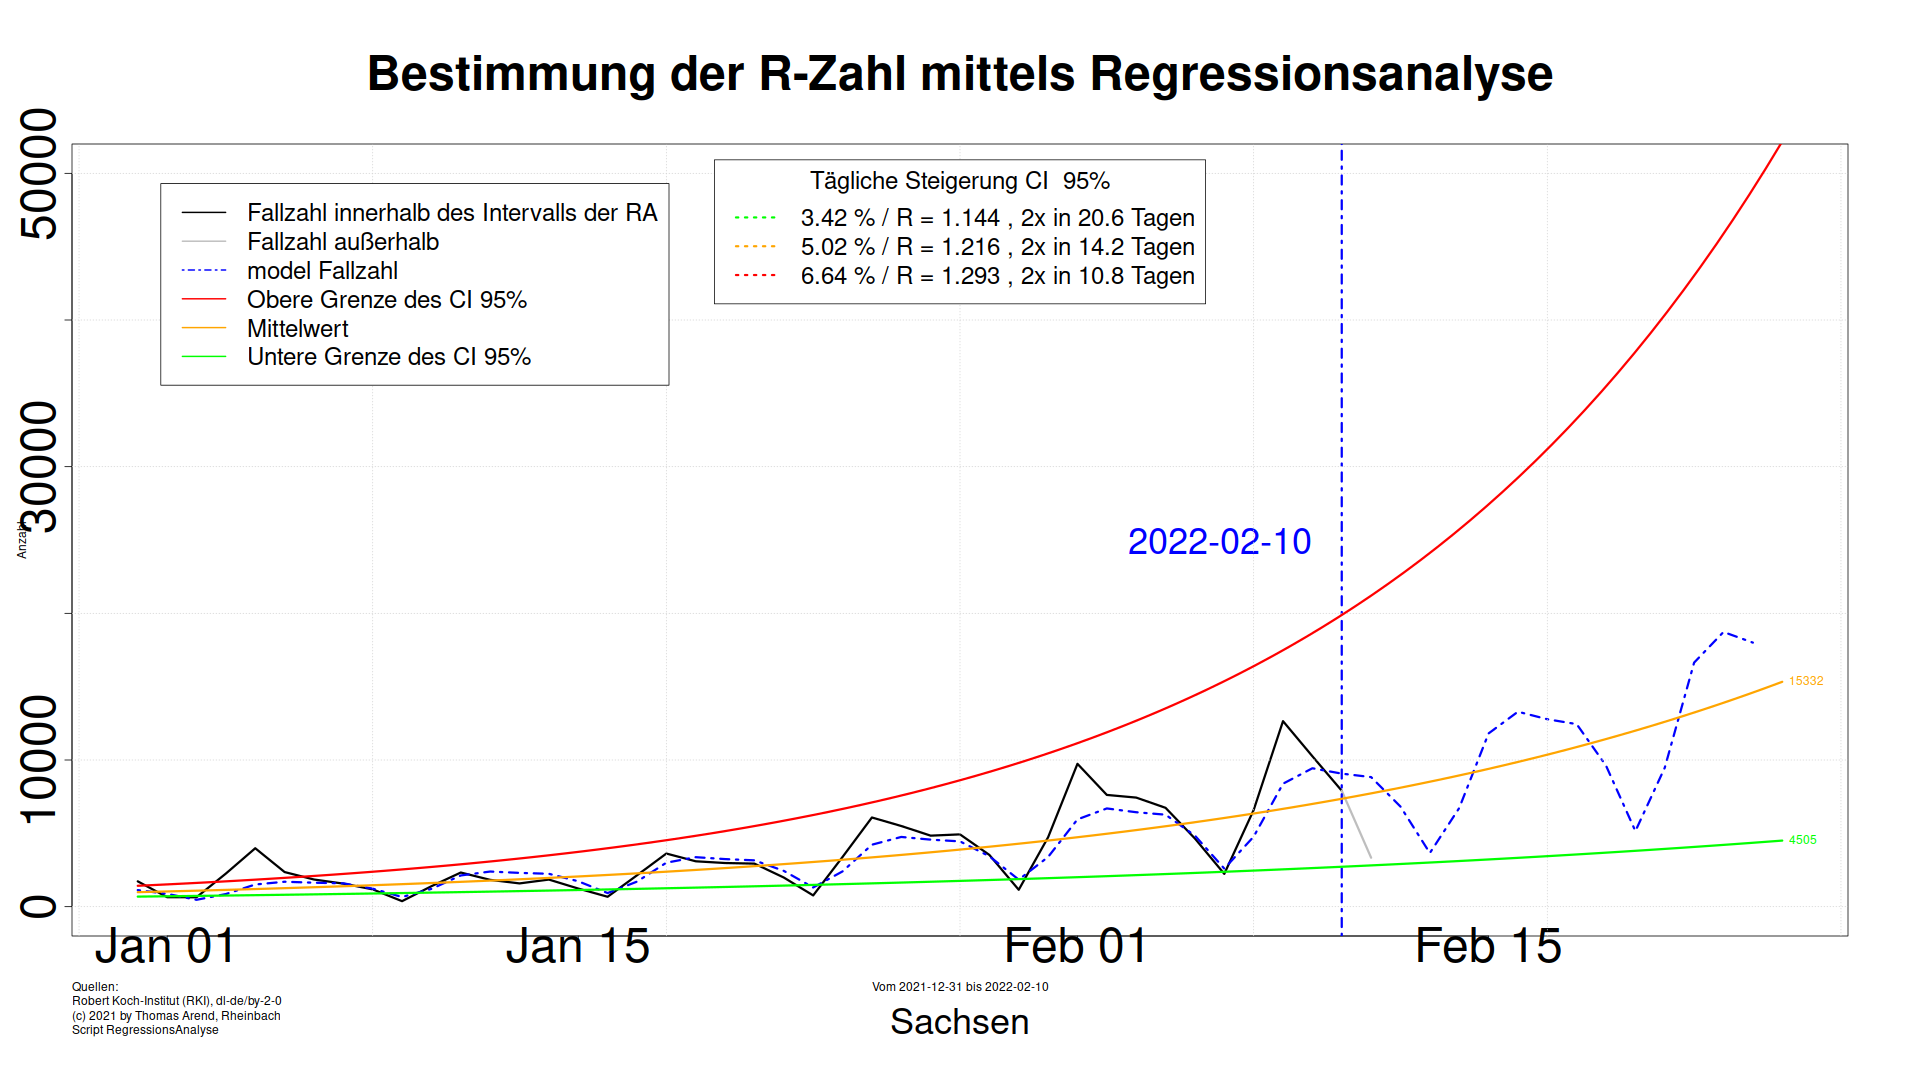 Bestimmung der R-Zahl mittels Regressionsanalyse
50000
30000
10000
0
Anzahl
Fallzahl innerhalb des Intervalls der RA
Fallzahl außerhalb
model Fallzahl
Obere Grenze des CI 95%
Mittelwert
Untere Grenze des CI 95%
Tägliche Steigerung CI 95%
3.42 % / R = 1.144 , 2x in 20.6 Tagen
5.02 % / R = 1.216 , 2x in 14.2 Tagen
6.64 % / R = 1.293 , 2x in 10.8 Tagen
2022-02-10
15332
4505
Jan 01
Jan 15
Feb 01
Feb 15
Quellen:
Robert Koch-Institut (RKI), dl-de/by-2-0
(c) 2021 by Thomas Arend, Rheinbach
Script RegressionsAnalyse
Vom 2021-12-31 bis 2022-02-10
Sachsen